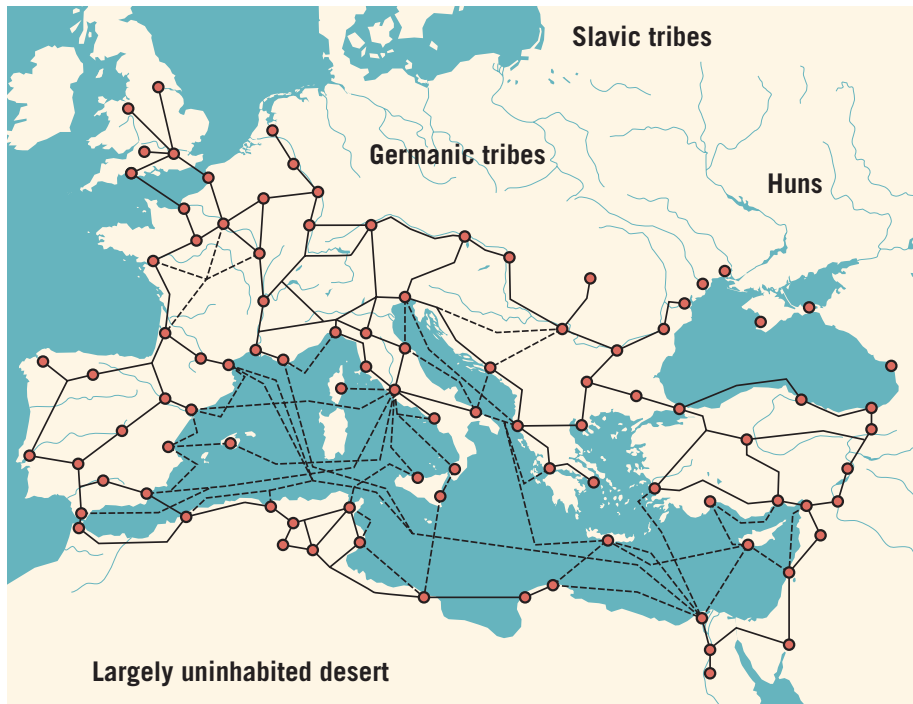 Slavic tribes
Germanic tribes
Huns
Largely uninhabited desert